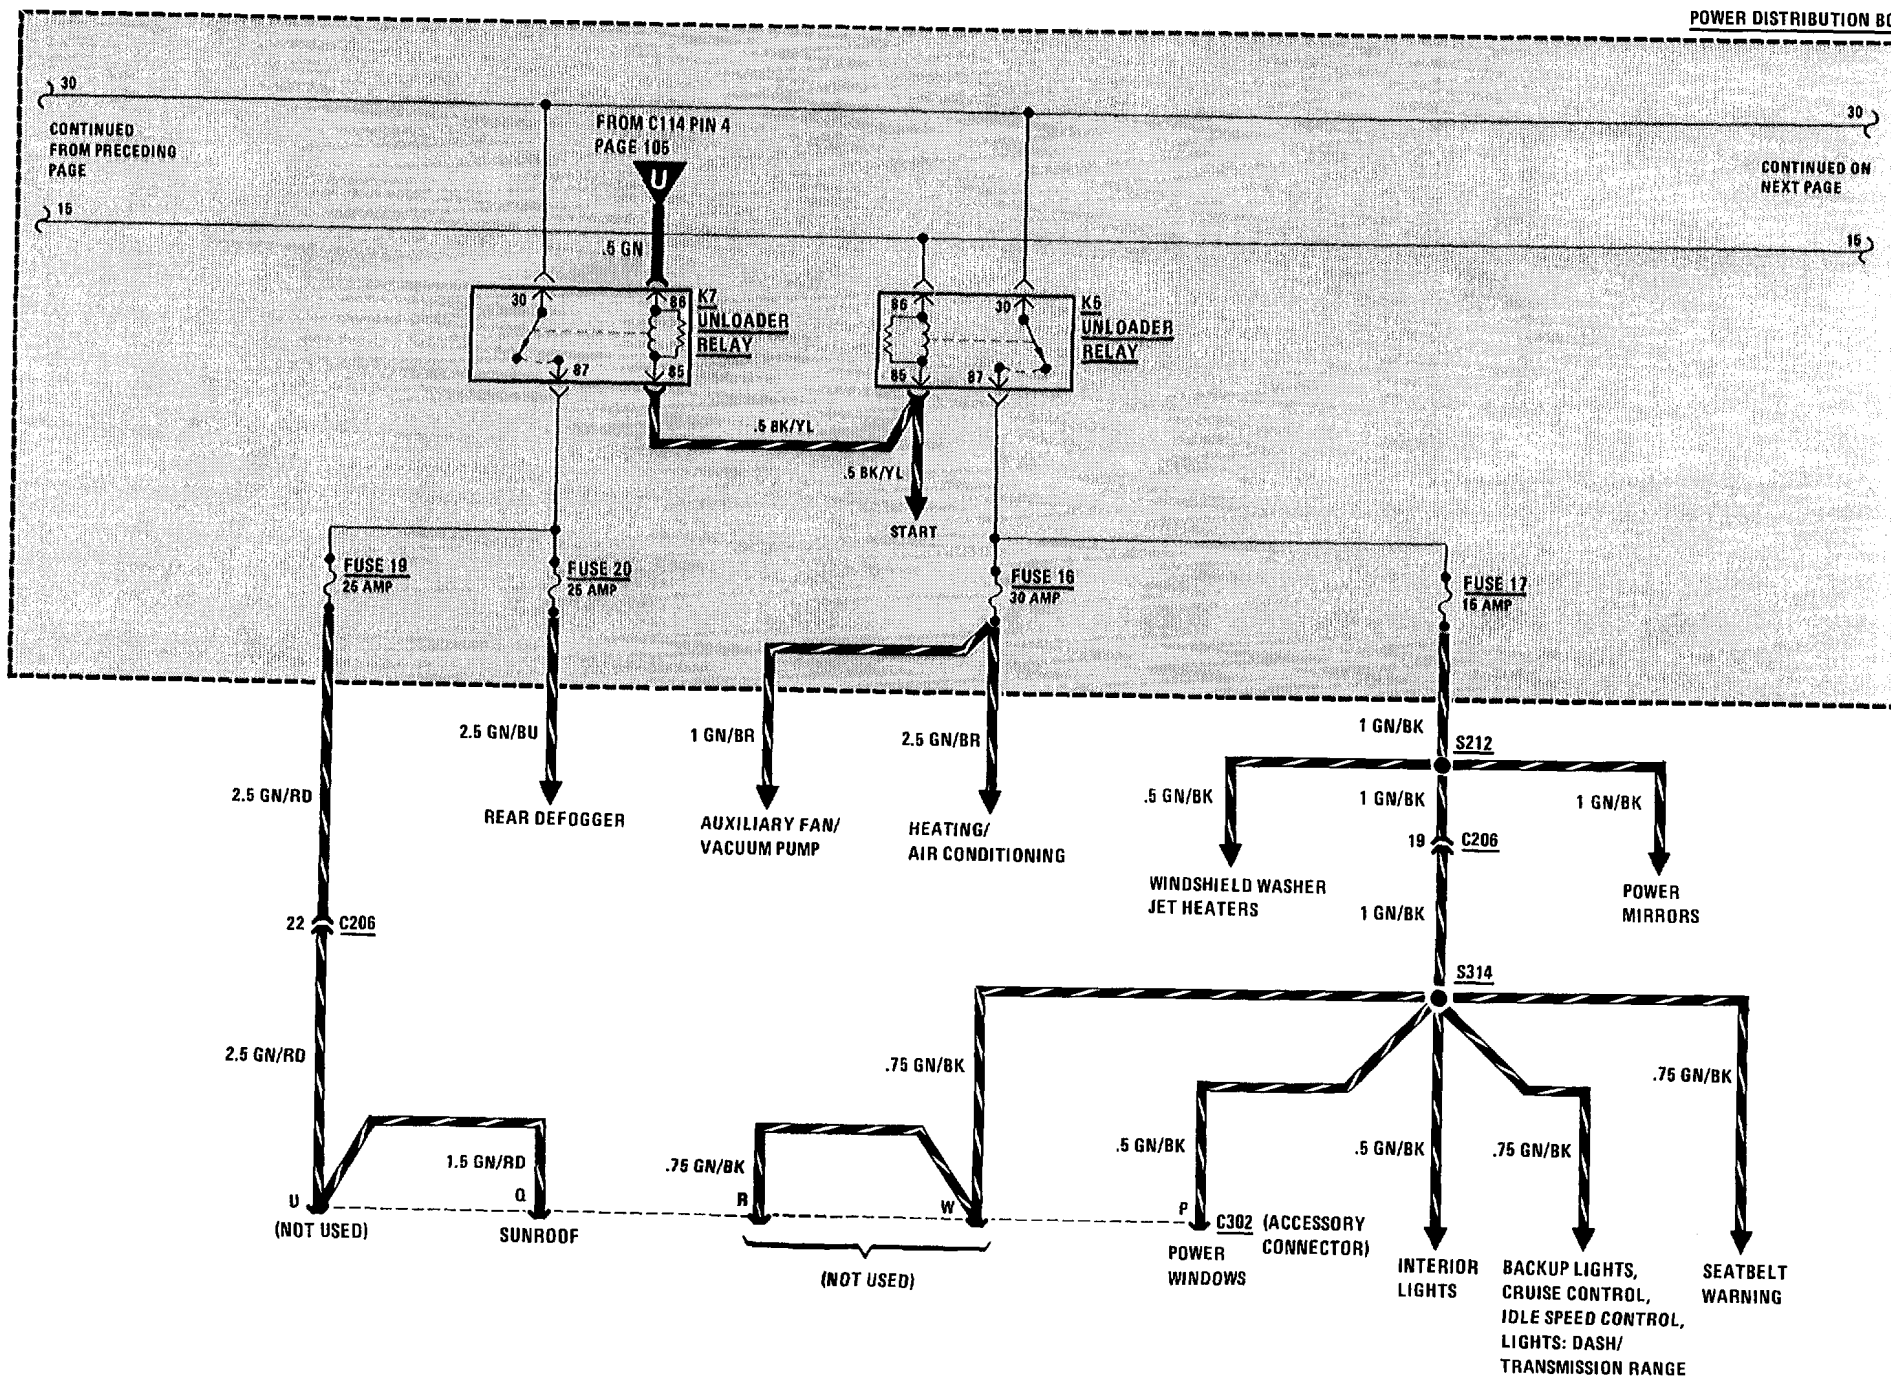 POWER DISTRIBUTION BO
30
30
CONTINUED
FROM PRECEDING
PAGE
FROM C114 PIN 4
PAGE 106
U
CONTINUED ON
NEXT PAGE
15
15
.5 GN
30
86
K7
UNLOADER
RELAY
87
85
86
30
K6
UNLOADER
RELAY
85
87
.5 BK/YL
.5 BK/YL
START
FUSE 19
25 AMP
FUSE 20
25 AMP
FUSE 16
30 AMP
FUSE 17
15 AMP
2.5 GN/RD
2.5 GN/BU
REAR DEFOGGER
1 GN/BR
AUXILIARY FAN/
VACUUM PUMP
2.5 GN/BR
HEATING/
AIR CONDITIONING
1 GN/BK
S212
.5 GN/BK
1 GN/BK
1 GN/BK
19
C206
WINDSHIELD WASHER
JET HEATERS
1 GN/BK
POWER
MIRRORS
22
C206
S314
2.5 GN/RD
.75 GN/BK
.75 GN/BK
1.5 GN/RD
.75 GN/BK
.5 GN/BK
.5 GN/BK
.75 GN/BK
U
(NOT USED)
Q
SUNROOF
R
W
(NOT USED)
P
C302
(ACCESSORY
CONNECTOR)
POWER
WINDOWS
INTERIOR
LIGHTS
BACKUP LIGHTS,
CRUISE CONTROL,
IDLE SPEED CONTROL,
LIGHTS: DASH/
TRANSMISSION RANGE
SEATBELT
WARNING